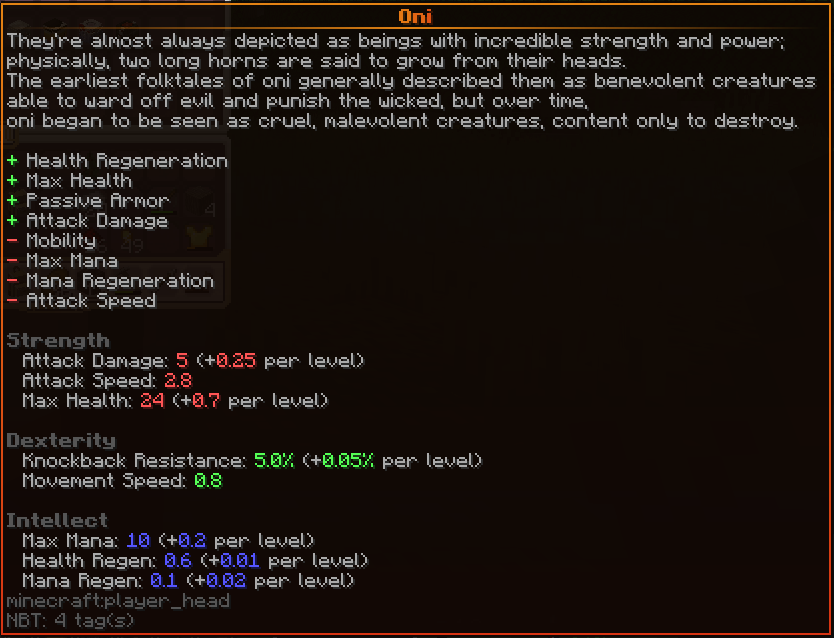 Oni
They're almost always depicted as beings with incredible strength and power;
physically, two long horns are said to grow from their heads.
The earliest folktales of oni generally described them as benevolent creatures
able to ward off evil and punish the wicked, but over time,
oni began to be seen as cruel, malevolent creatures, content only to destroy.
+ Health Regeneration
+ Max Health
+ Passive Armor
+ Attack Damage
- Mobility
- Max Mana
- Mana Regeneration
- Attack Speed
Strength
Attack Damage: 5 (+0.25 per level)
Attack Speed: 2.8
Max Health: 24 (+0.7 per level)
Dexterity
Knockback Resistance: 5.0% (+0.05% per level)
Movement Speed: 0.8
Intellect
Max Mana: 10 (+0.2 per level)
Health Regen: 0.6 (+0.01 per level)
Mana Regen: 0.1 (+0.02 per level)
minecraft:player_head
NBT: 4 tag(s)